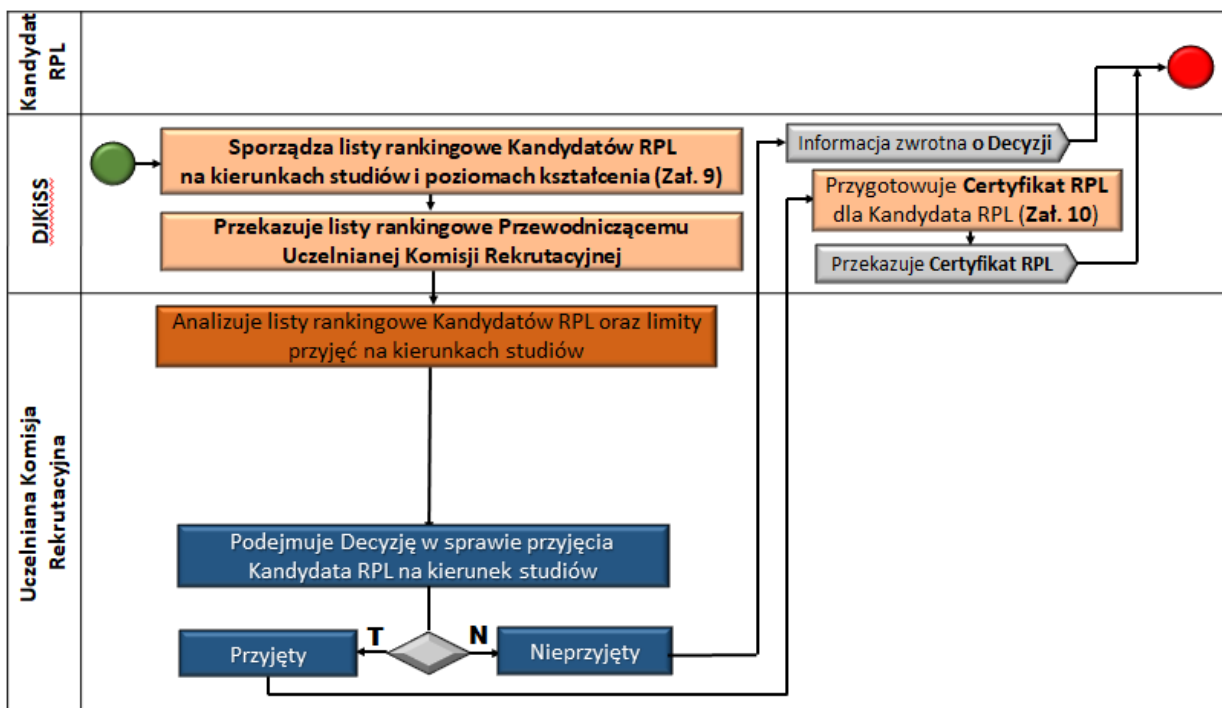 Kandydat
RPL
DJKiSS
Sporządza listy rankingowe Kandydatów RPL
na kierunkach studiów i poziomach kształcenia (Zał. 9)
Przekazuje listy rankingowe Przewodniczącemu
Uczelnianej Komisji Rekrutacyjnej
Informacja zwrotna o Decyzji
Przygotowuje Certyfikat RPL
dla Kandydata RPL (Zał. 10)
Przekazuje Certyfikat RPL
Uczelniana Komisja
Rekrutacyjna
Analizuje listy rankingowe Kandydatów RPL oraz limity
przyjęć na kierunkach studiów
Podejmuje Decyzję w sprawie przyjęcia
Kandydata RPL na kierunek studiów
T
N
Przyjęty
Nieprzyjęty